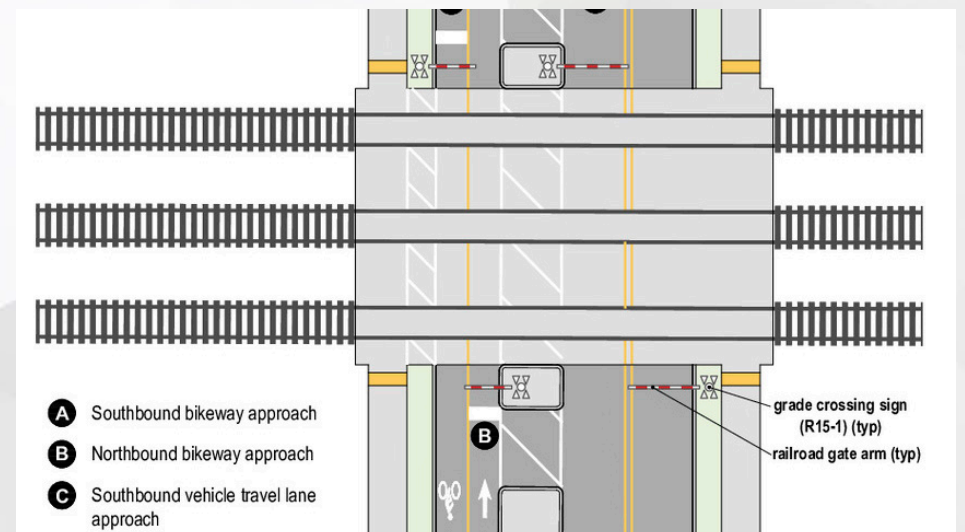 A Southbound bikeway approach
B Northbound bikeway approach
C Southbound vehicle travel lane
approach
B
grade crossing sign
(R15-1) (typ)
railroad gate arm (typ)